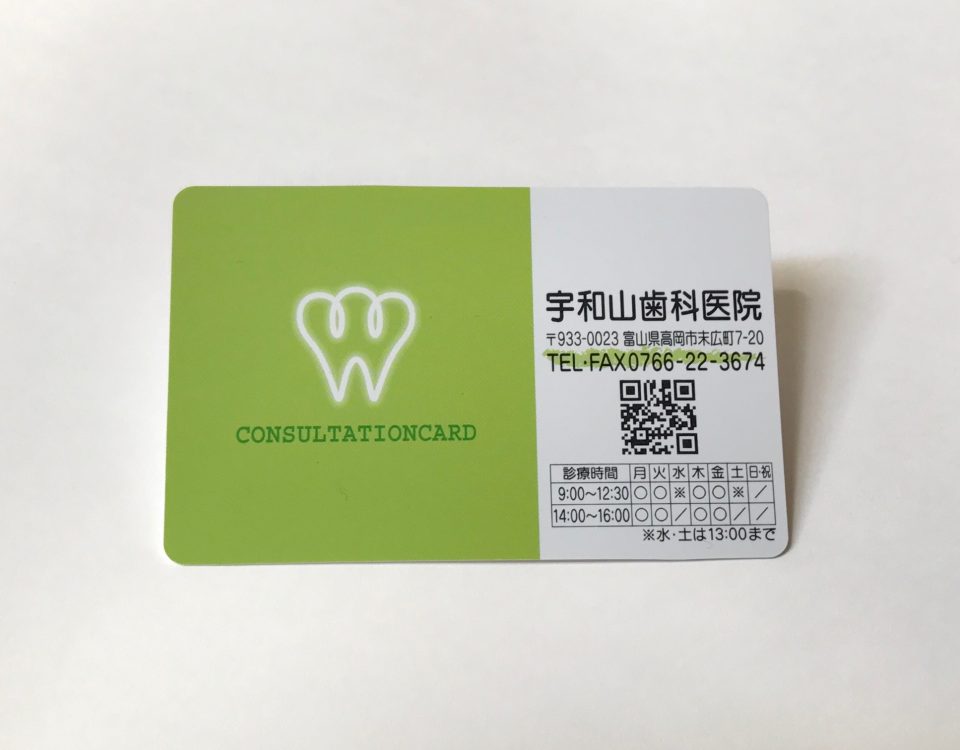 CONSULTATIONCARD
宇和山歯科医院
〒933-0023 富山県高岡市末広町7-20
TEL・FAX0766-22-3674
診療時間 月 火 水 木 金 土 日・祝
9:00～12:30 ○ ○ ※ ○ ○ ※ ／
14:00～16:00 ○ ○ ／ ○ ○ ／ ／
※水・土は13:00まで